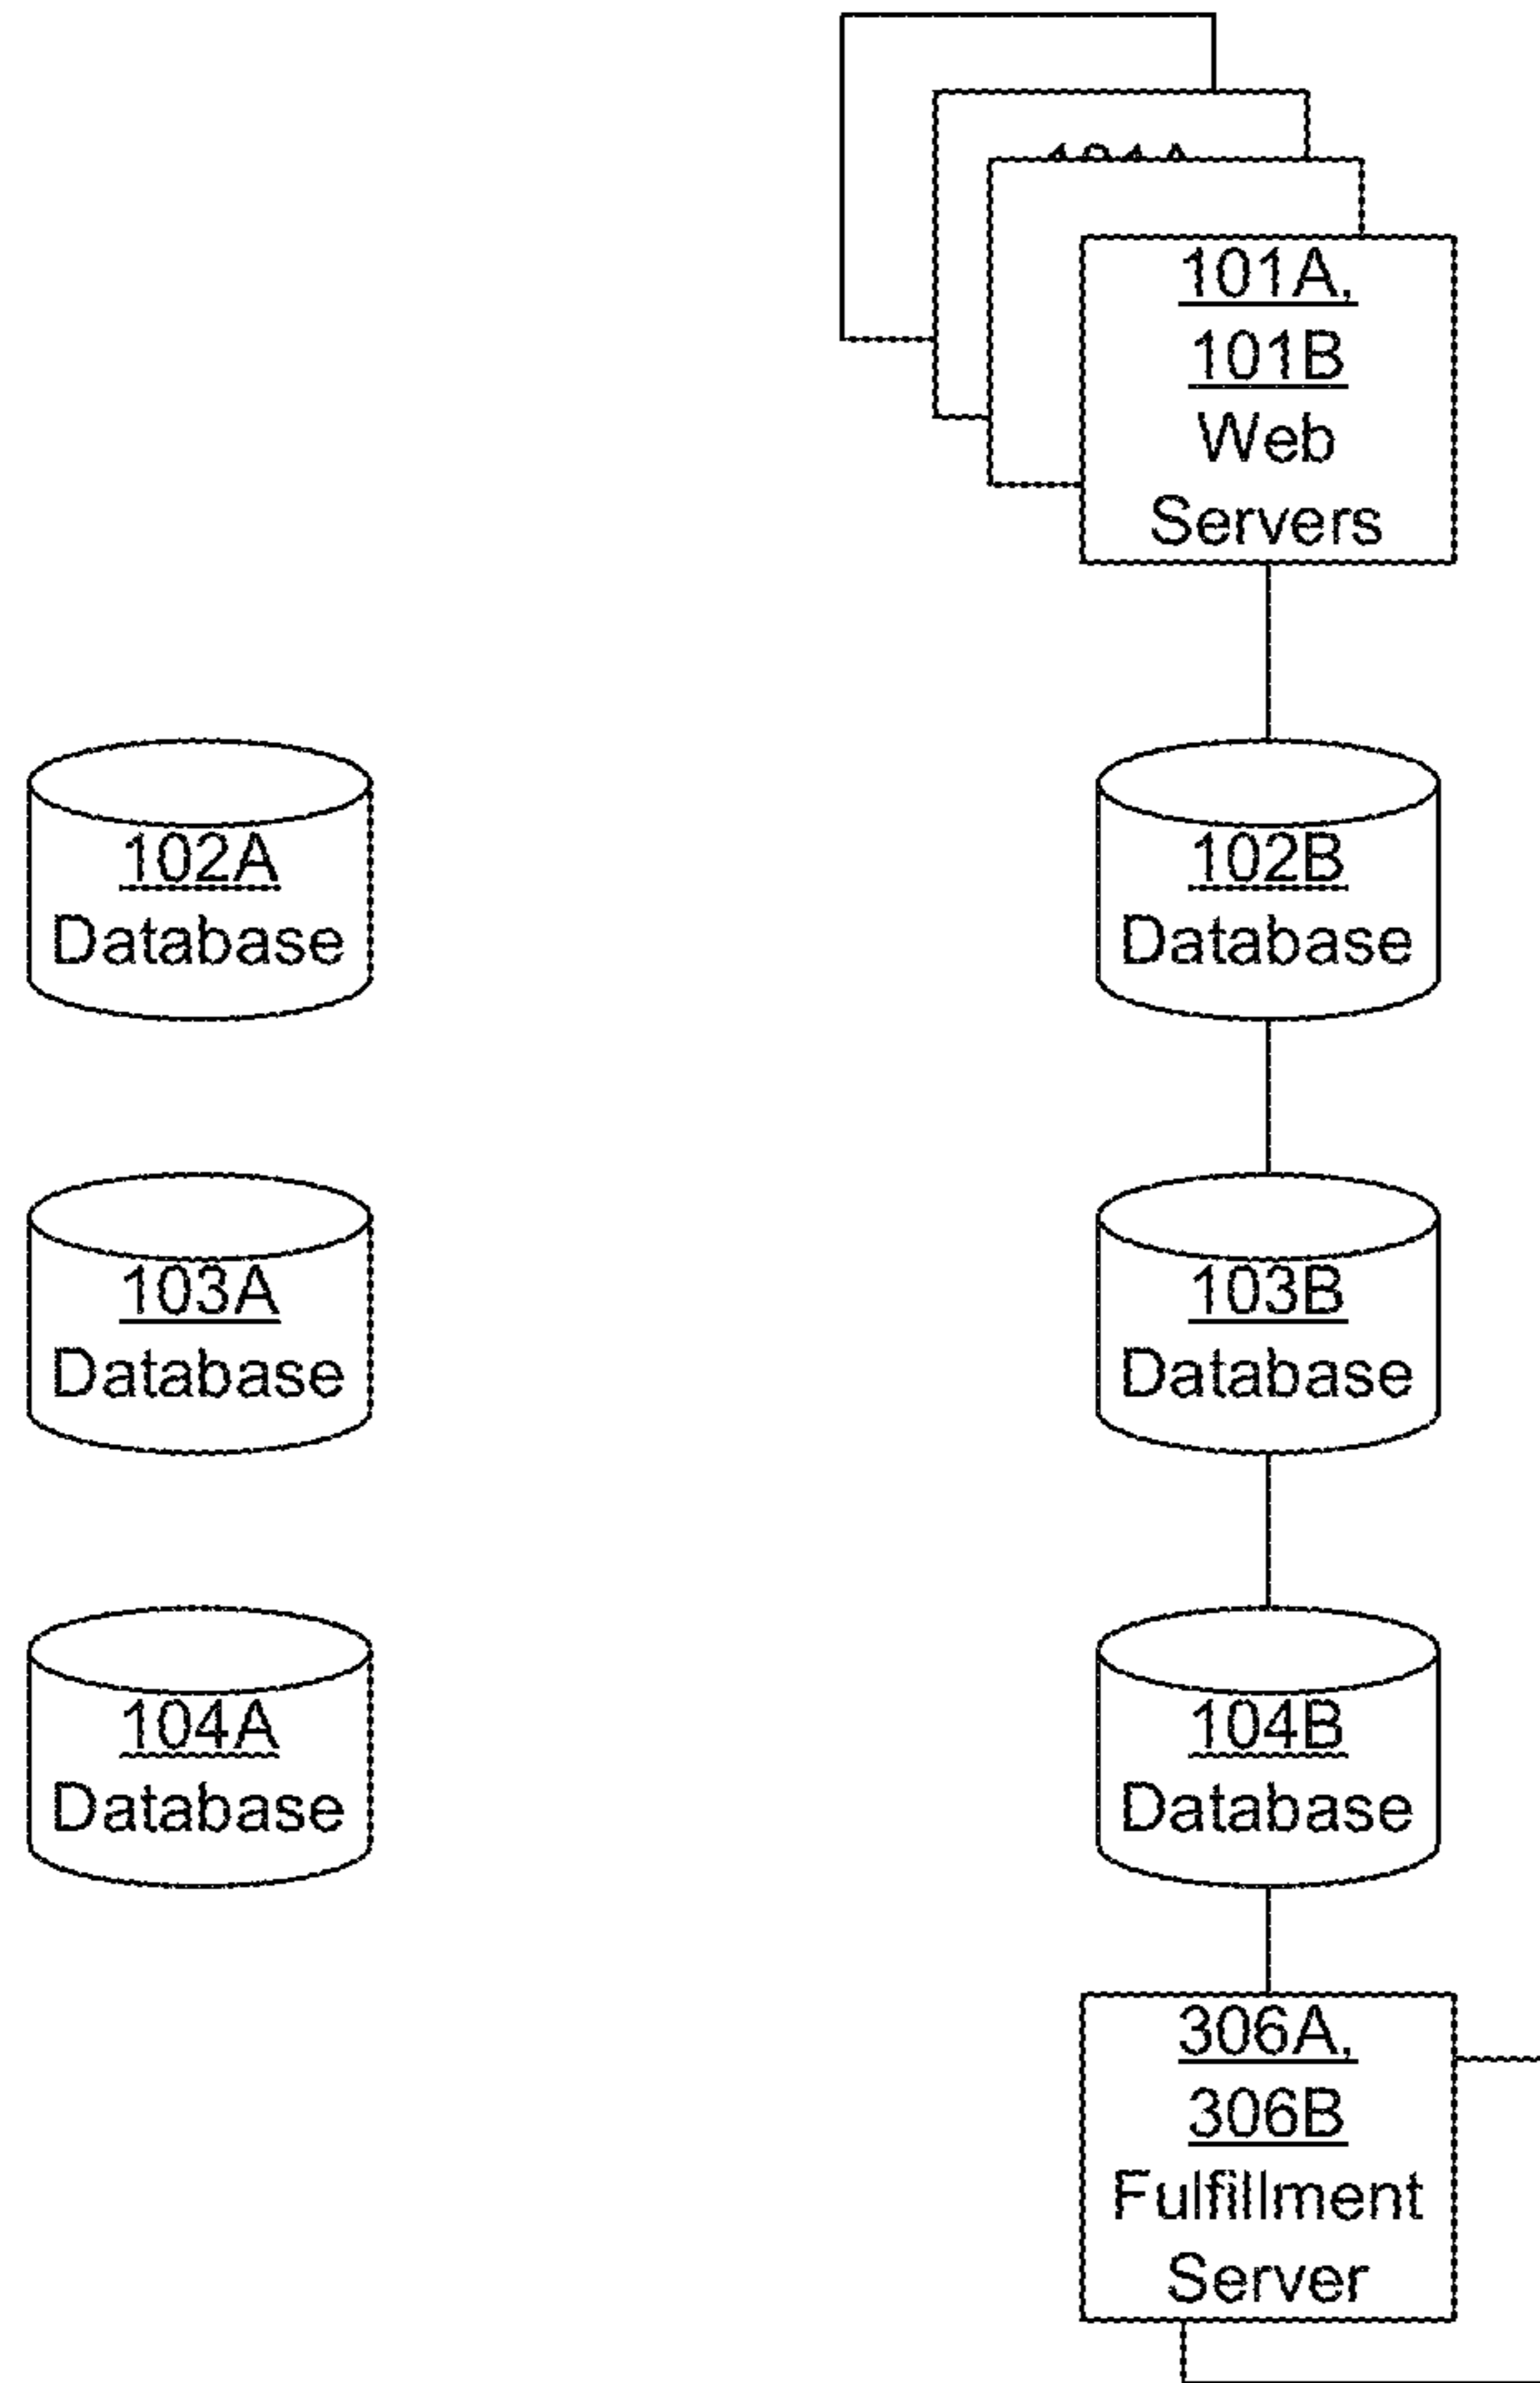 101A,
101B
Web
Servers
102A
Database
102B
Database
103A
Database
103B
Database
104A
Database
104B
Database
306A,
306B
Fulfillment
Server